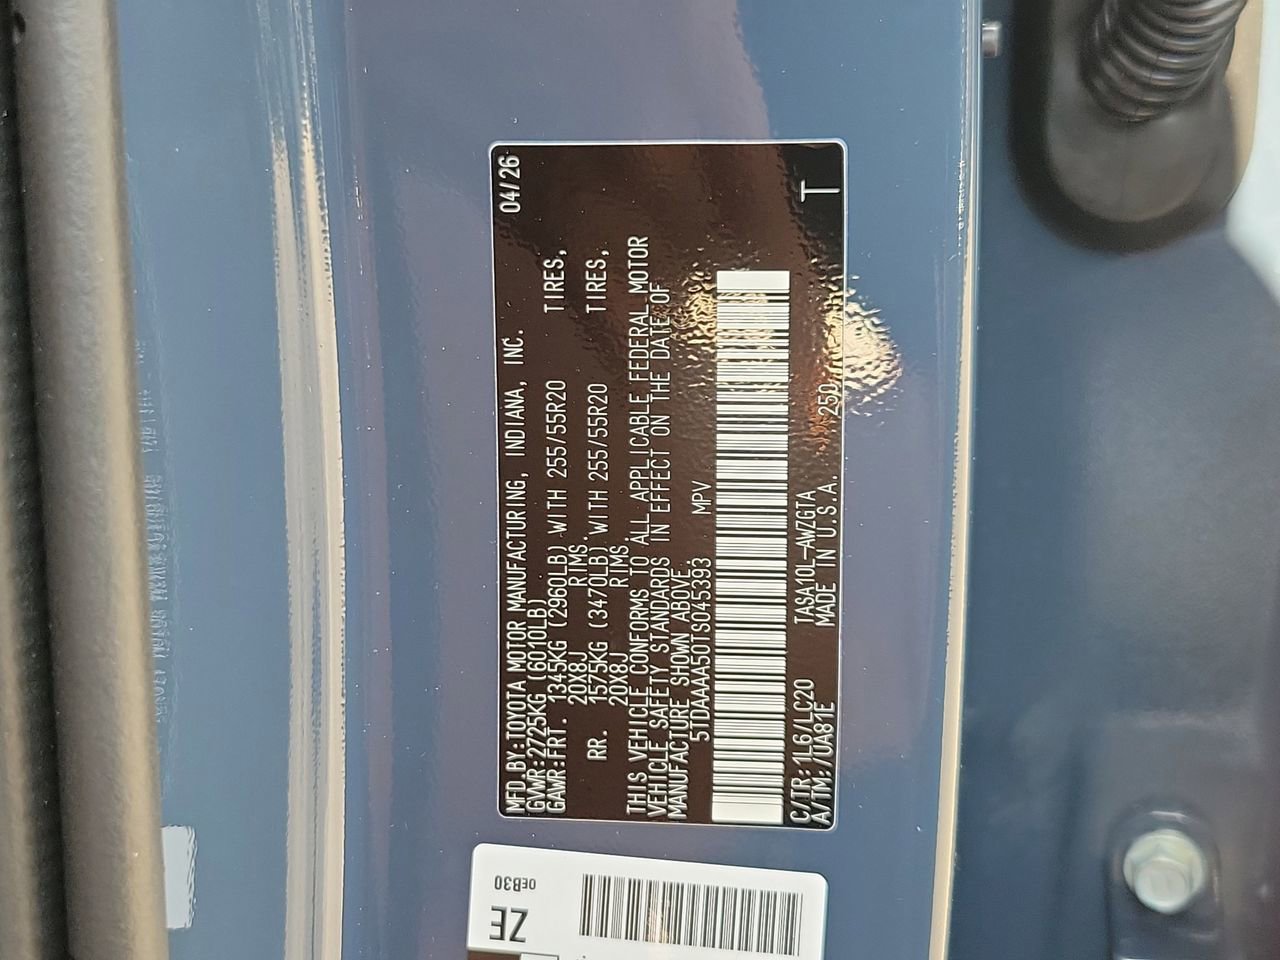 MFD.BY:TOYOTA MOTOR MANUFACTURING, INDIANA, INC. 04/26
GVWR:2725KG (6010LB)
GAWR:FRT. 1345KG (2960LB) WITH 255/55R20 TIRES,
20X8J RIMS.
RR. 1575KG (3470LB) WITH 255/55R20 TIRES,
20X8J RIMS.
THIS VEHICLE CONFORMS TO ALL APPLICABLE FEDERAL MOTOR
VEHICLE SAFETY STANDARDS IN EFFECT ON THE DATE OF
MANUFACTURE SHOWN ABOVE.
5TDAAAA50TS045393 MPV
C/TR:1L6/LC20 TASA10L-AWZGTA
A/TM:/UA81E MADE IN U.S.A. 250 T
ZE
0EB30